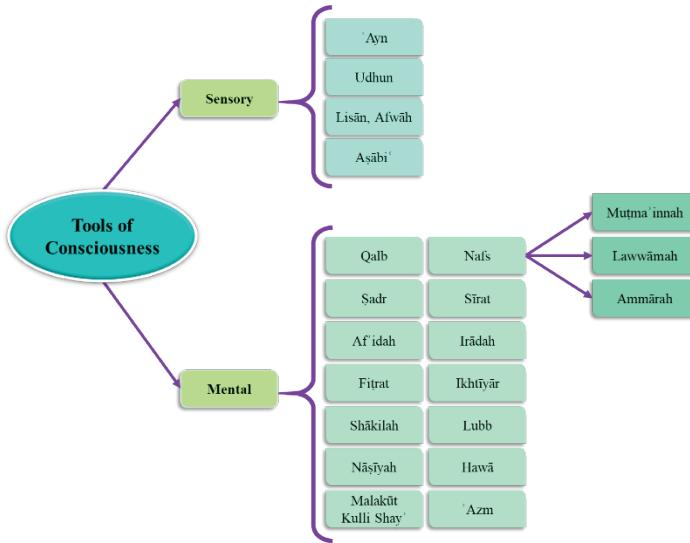 ʿAyn
Udhun
Sensory
Lisān, Afwāh
Aṣābiʿ
Tools of
Consciousness
Muṭmaʾinnah
Lawwāmah
Ammārah
Qalb
Nafs
Ṣadr
Sīrat
Afʾidah
Irādah
Fiṭrat
Ikhtīyār
Mental
Shākilah
Lubb
Nāṣīyah
Hawā
Malakūt
Kulli Shayʾ
ʿAzm